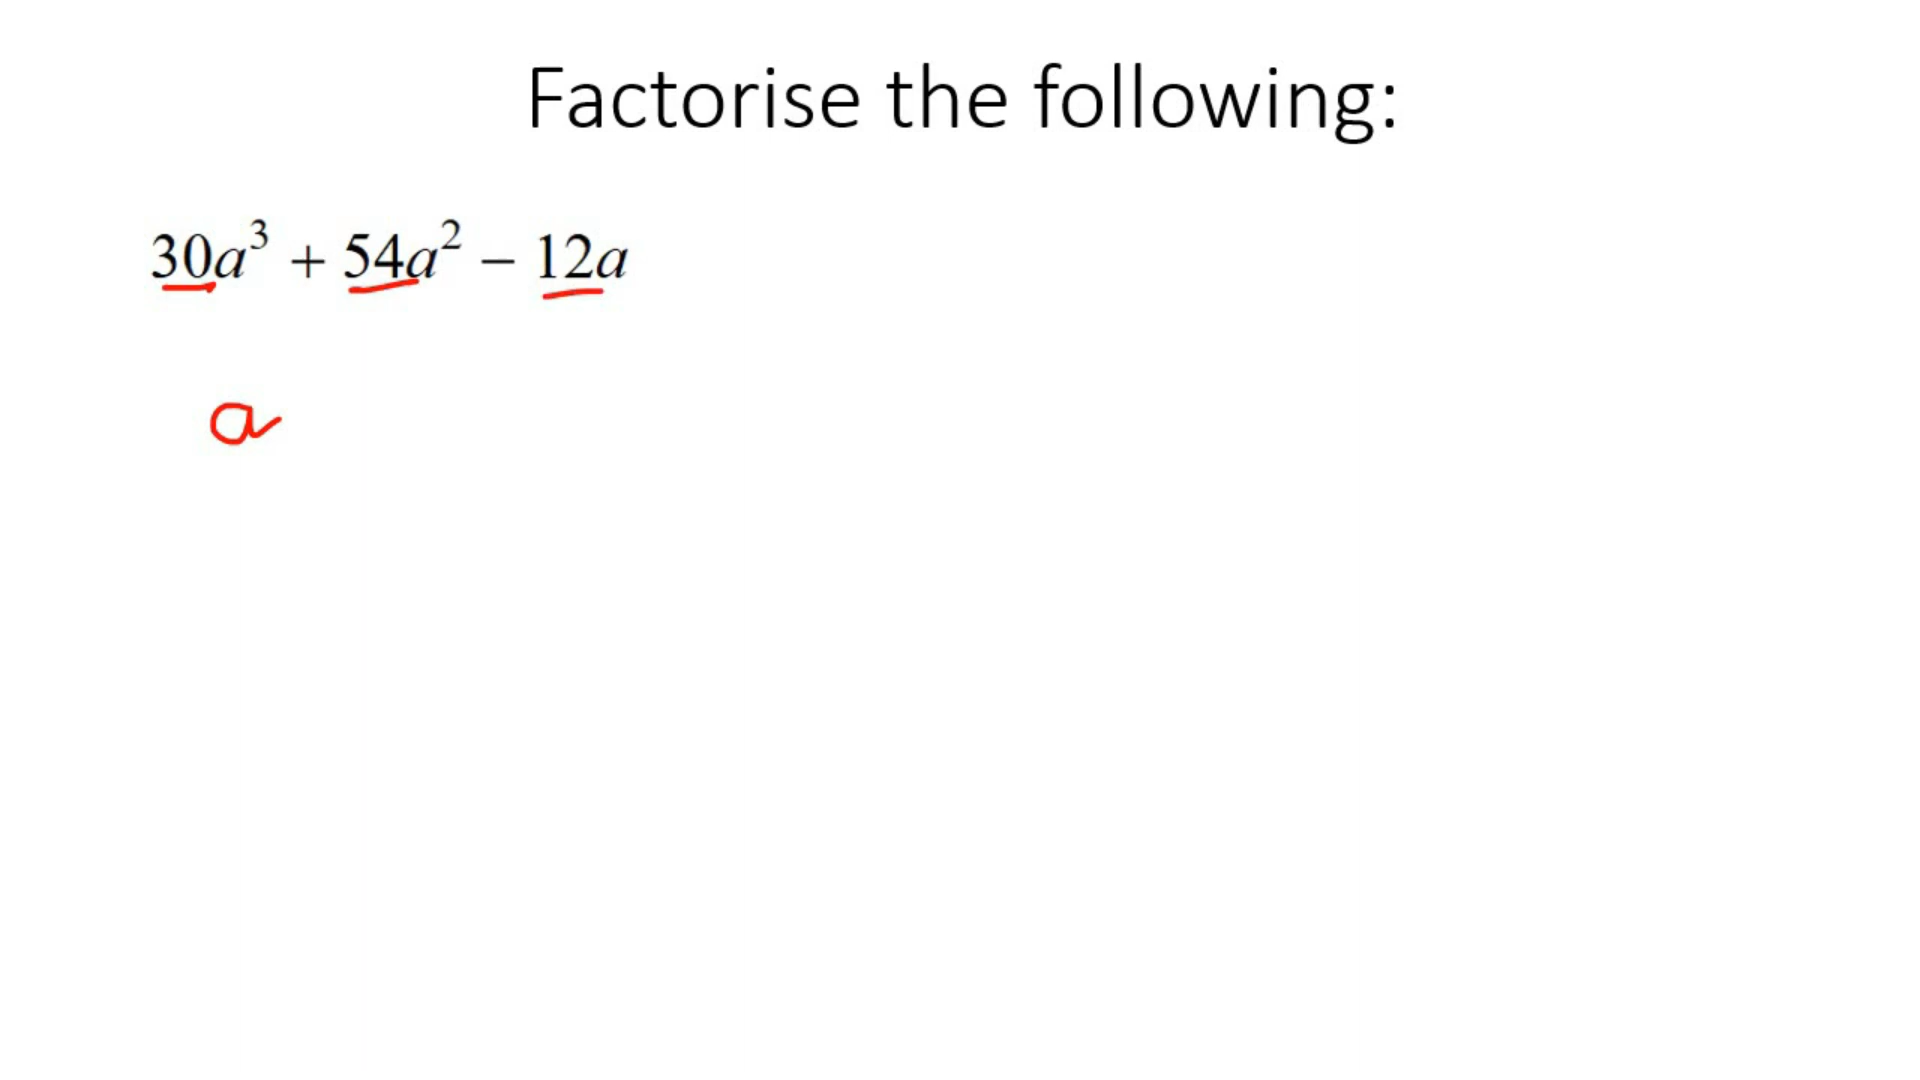 Factorise the following:
30a³ + 54a² − 12a
a